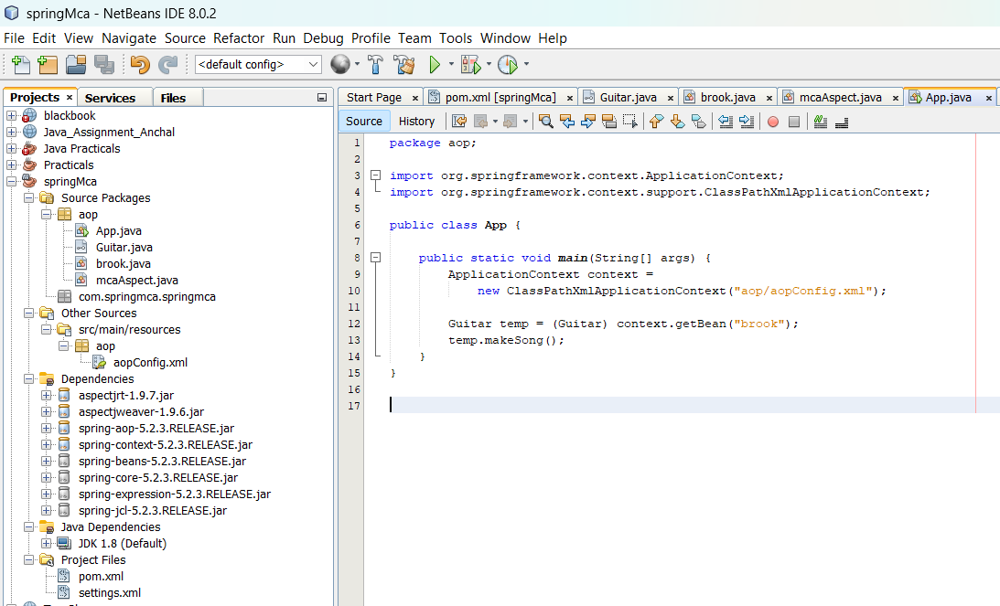 springMca - NetBeans IDE 8.0.2
File Edit View Navigate Source Refactor Run Debug Profile Team Tools Window Help
<default config>
Projects Services Files
blackbook
Java_Assignment_Anchal
Java Practicals
Practicals
springMca
Source Packages
aop
App.java
Guitar.java
brook.java
mcaAspect.java
com.springmca.springmca
Other Sources
src/main/resources
aop
aopConfig.xml
Dependencies
aspectjrt-1.9.7.jar
aspectjweaver-1.9.6.jar
spring-aop-5.2.3.RELEASE.jar
spring-context-5.2.3.RELEASE.jar
spring-beans-5.2.3.RELEASE.jar
spring-core-5.2.3.RELEASE.jar
spring-expression-5.2.3.RELEASE.jar
spring-jcl-5.2.3.RELEASE.jar
Java Dependencies
JDK 1.8 (Default)
Project Files
pom.xml
settings.xml
Start Page pom.xml [springMca] Guitar.java brook.java mcaAspect.java App.java
Source History
1 package aop;
2
3 import org.springframework.context.ApplicationContext;
4 import org.springframework.context.support.ClassPathXmlApplicationContext;
5
6 public class App {
7
8 public static void main(String[] args) {
9 ApplicationContext context =
10 new ClassPathXmlApplicationContext("aop/aopConfig.xml");
11
12 Guitar temp = (Guitar) context.getBean("brook");
13 temp.makeSong();
14 }
15 }
16
17